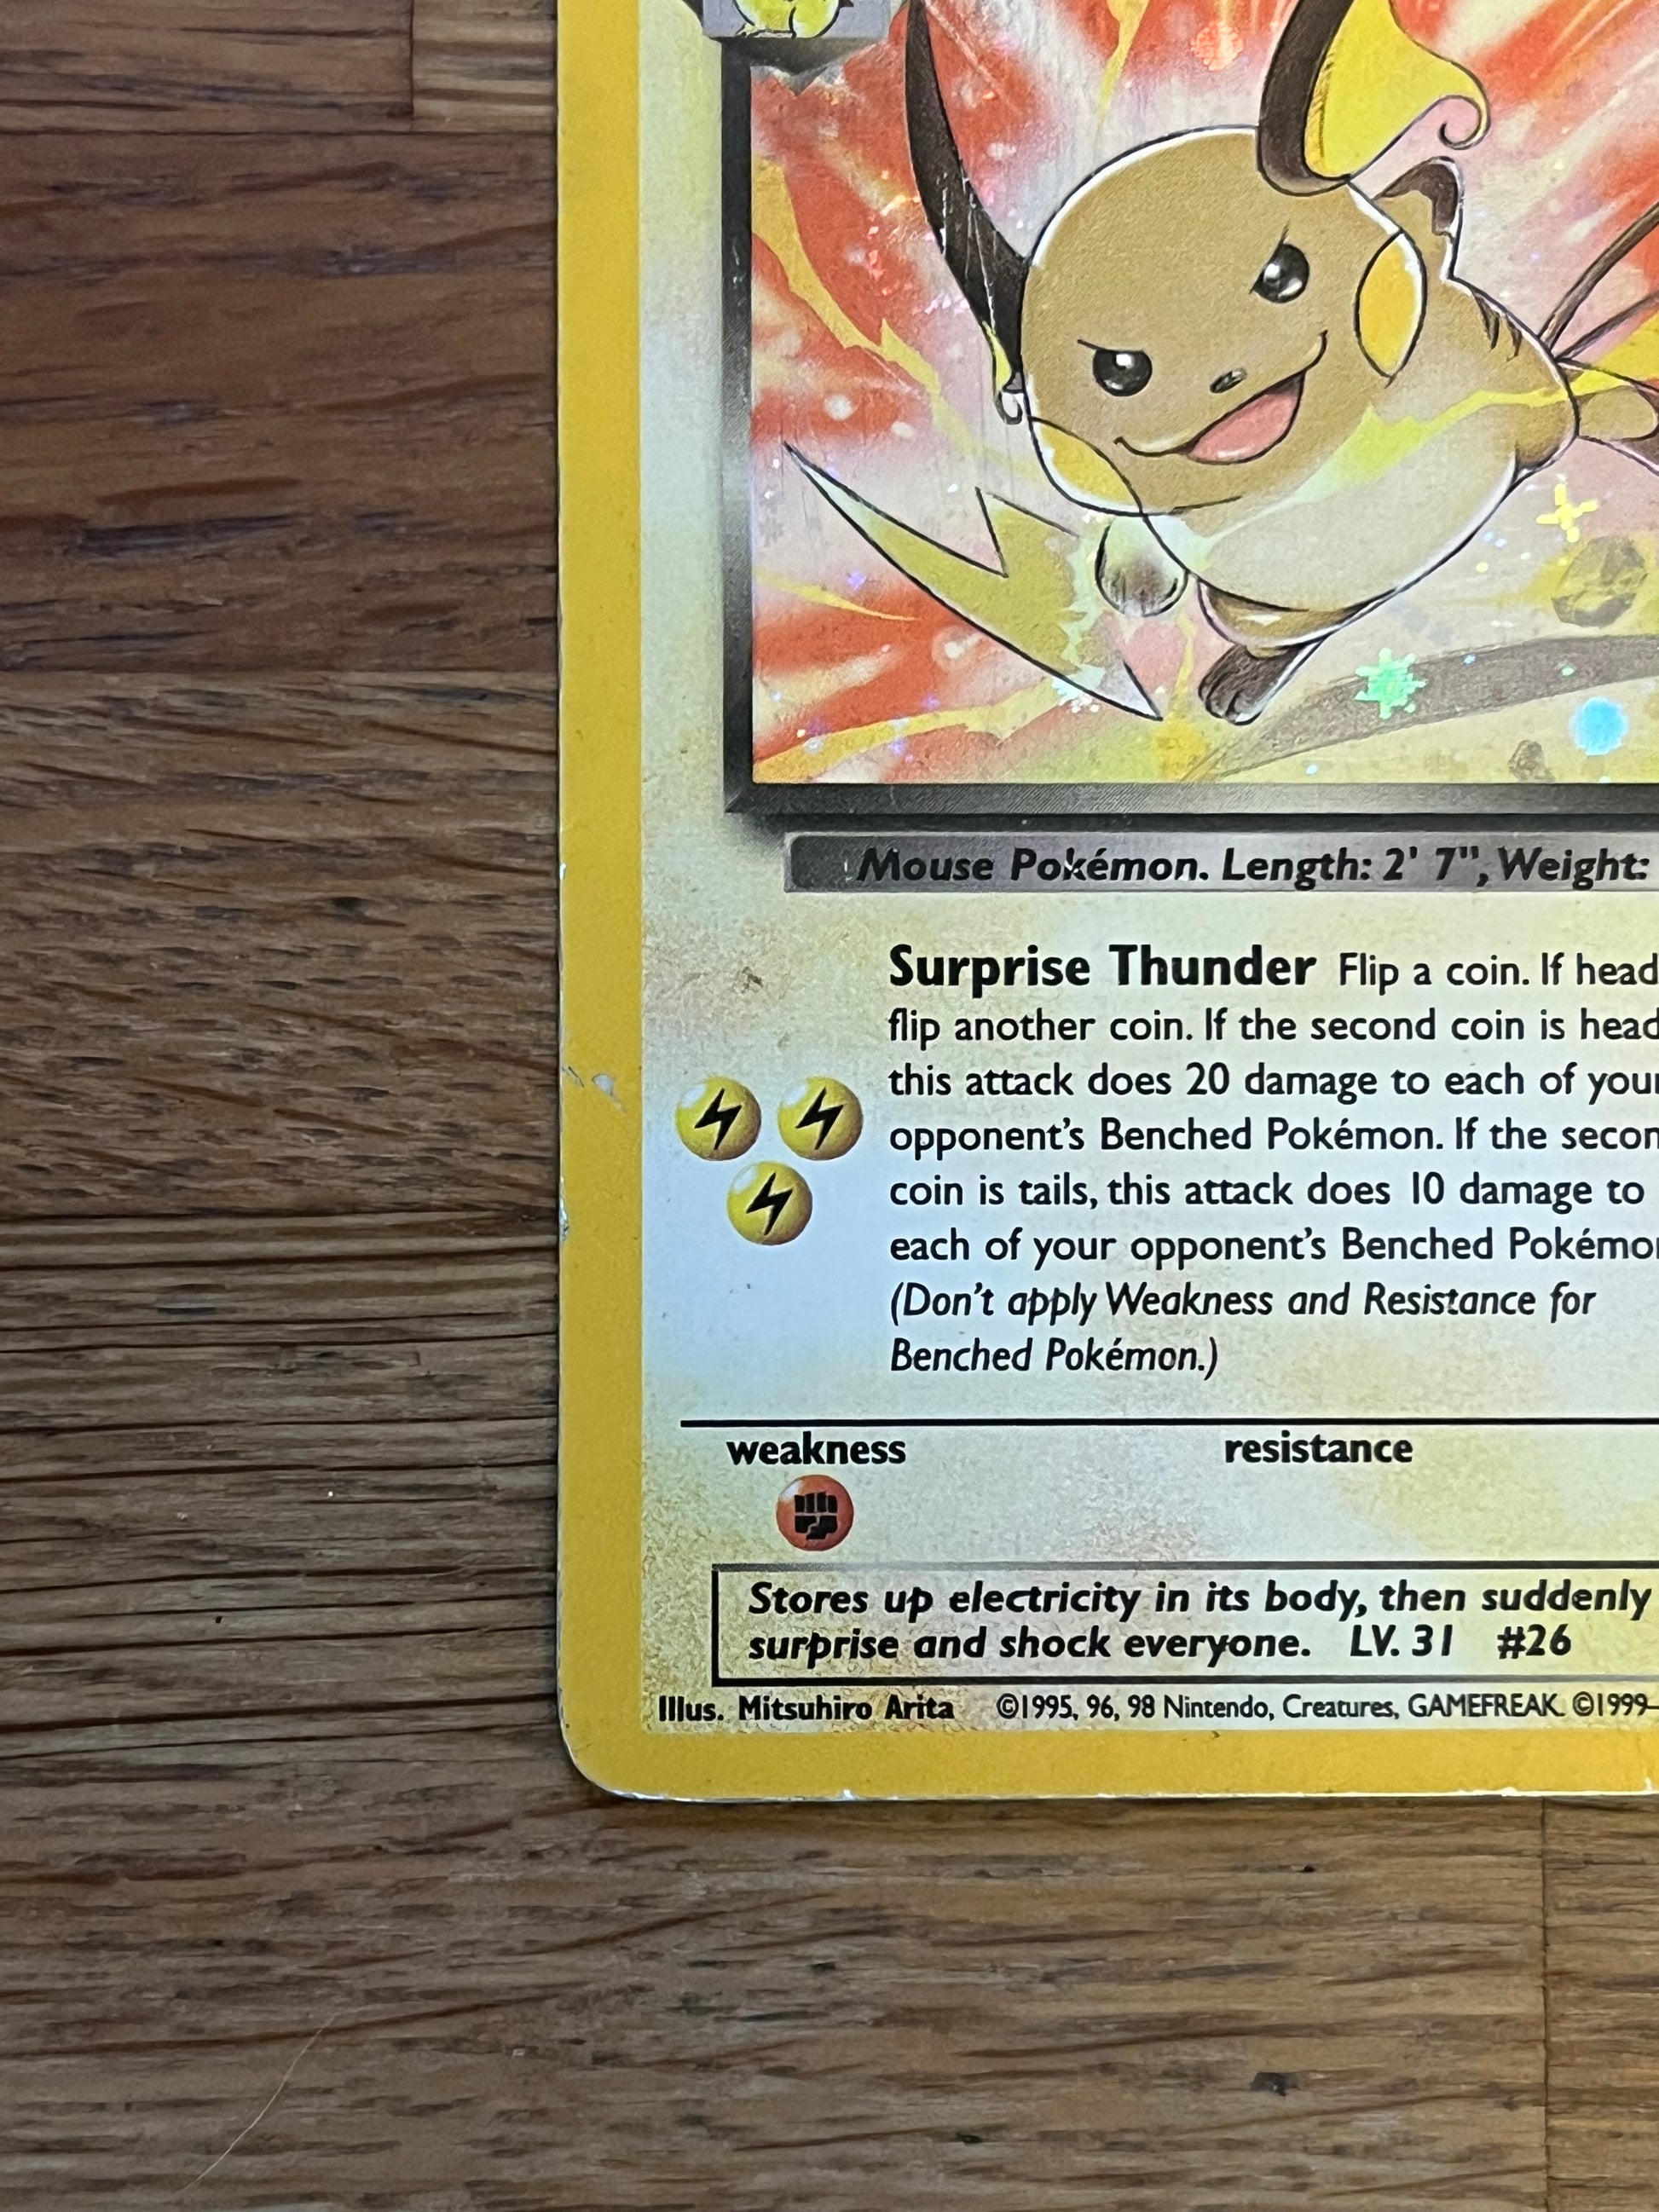 Mouse Pokémon. Length: 2' 7", Weight:
Surprise Thunder Flip a coin. If head
flip another coin. If the second coin is head
this attack does 20 damage to each of your
opponent's Benched Pokémon. If the secon
coin is tails, this attack does 10 damage to
each of your opponent's Benched Pokémo
(Don't apply Weakness and Resistance for
Benched Pokémon.)
weakness resistance
Stores up electricity in its body, then suddenly
surprise and shock everyone. LV. 31 #26
Illus. Mitsuhiro Arita ©1995, 96, 98 Nintendo, Creatures, GAMEFREAK. ©1999–